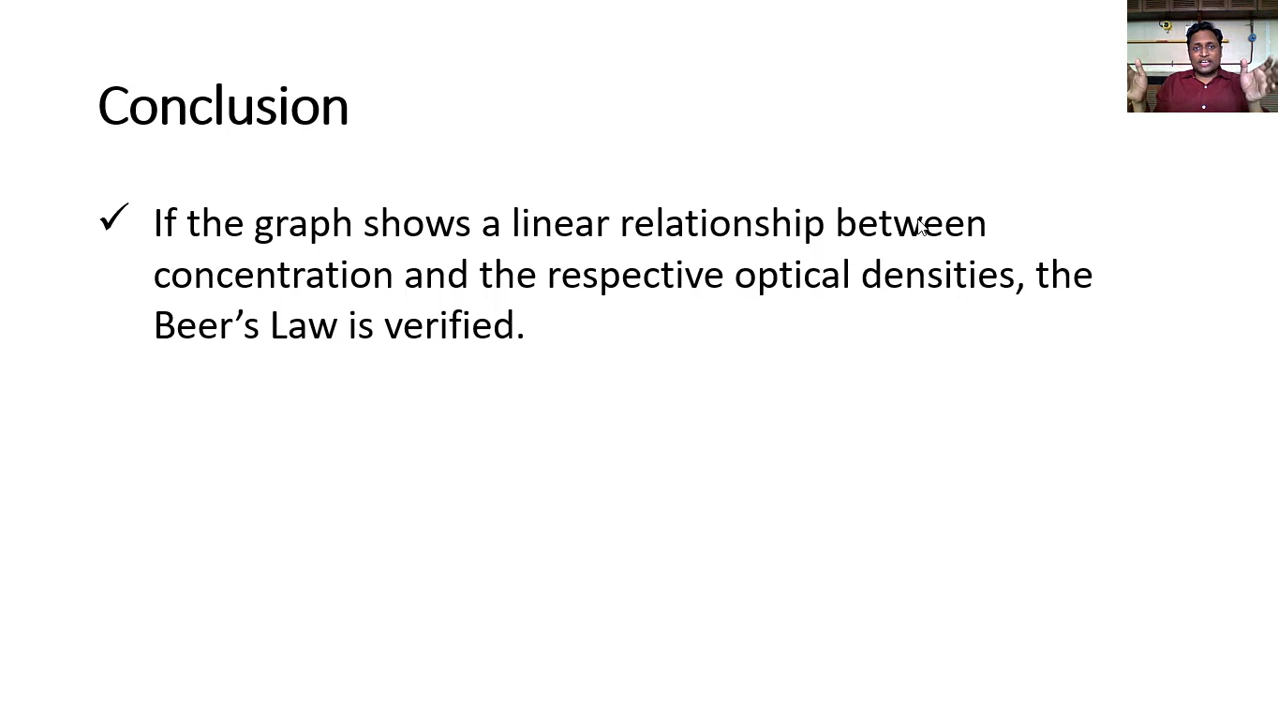 Conclusion
✓ If the graph shows a linear relationship between
concentration and the respective optical densities, the
Beer’s Law is verified.